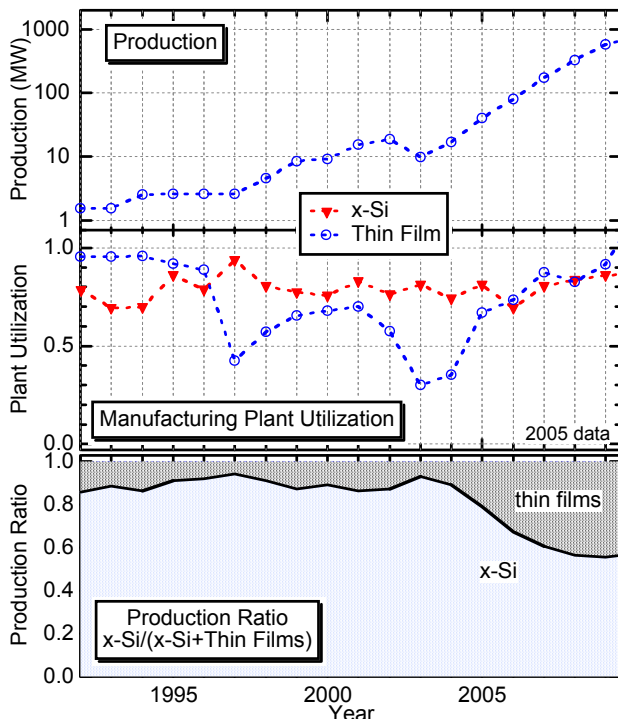 1000
100
10
1
Production (MW)
Production
x-Si
Thin Film
1.0
0.5
0.0
Plant Utilization
Manufacturing Plant Utilization
2005 data
1.0
0.8
0.6
0.4
0.2
0.0
Production Ratio
thin films
x-Si
Production Ratio
x-Si/(x-Si+Thin Films)
1995
2000
2005
Year